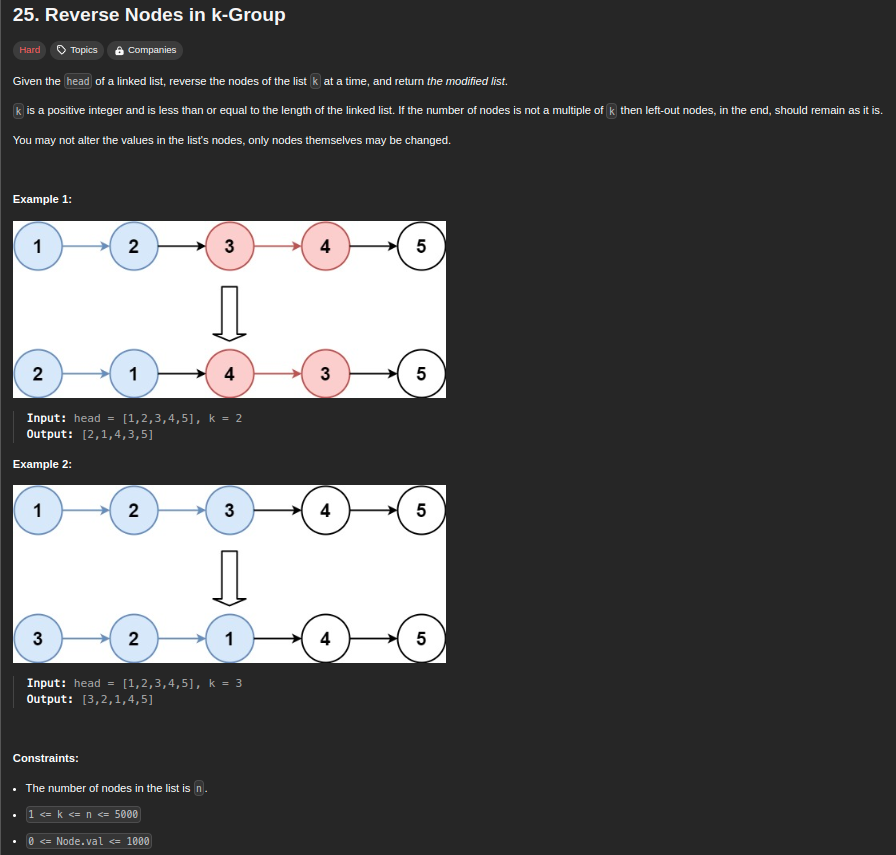 25. Reverse Nodes in k-Group
Hard Topics Companies
Given the head of a linked list, reverse the nodes of the list k at a time, and return the modified list.
k is a positive integer and is less than or equal to the length of the linked list. If the number of nodes is not a multiple of k then left-out nodes, in the end, should remain as it is.
You may not alter the values in the list's nodes, only nodes themselves may be changed.
Example 1:
1 2 3 4 5
2 1 4 3 5
Input: head = [1,2,3,4,5], k = 2
Output: [2,1,4,3,5]
Example 2:
1 2 3 4 5
3 2 1 4 5
Input: head = [1,2,3,4,5], k = 3
Output: [3,2,1,4,5]
Constraints:
• The number of nodes in the list is n.
• 1 <= k <= n <= 5000
• 0 <= Node.val <= 1000